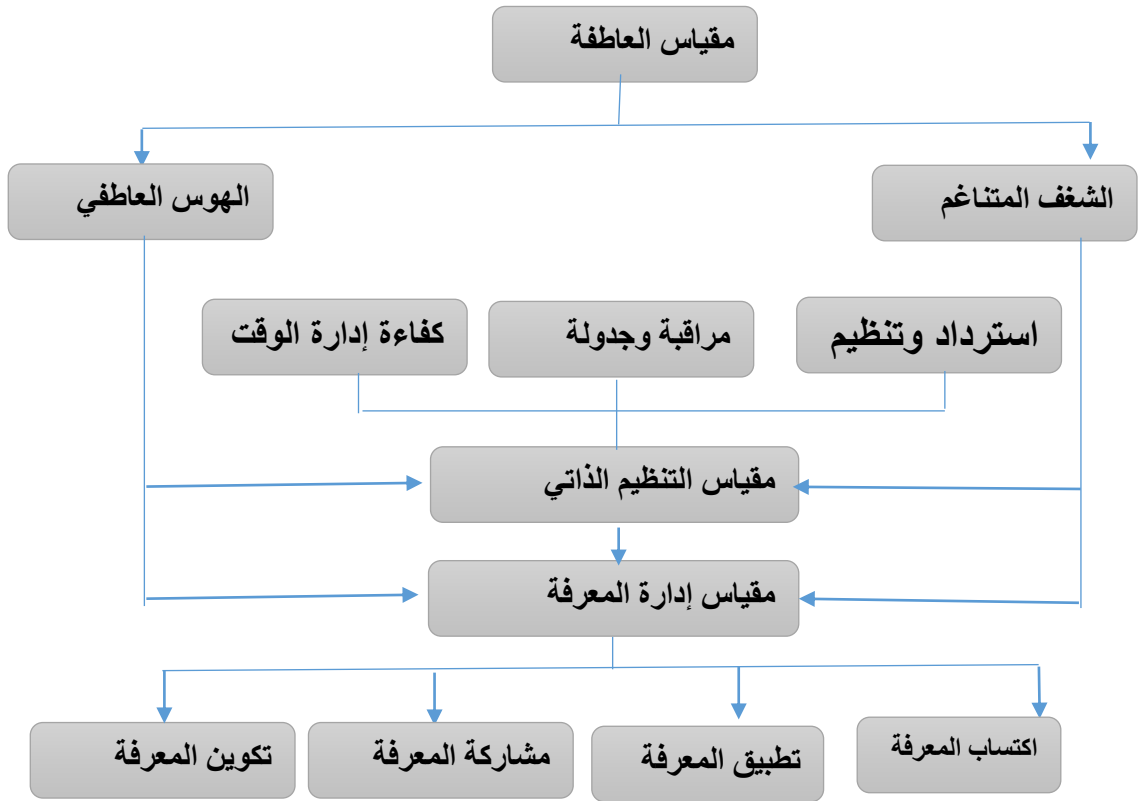 مقياس العاطفة
الشغف المتناغم
الهوس العاطفي
استرداد وتنظيم
مراقبة وجدولة
كفاءة إدارة الوقت
مقياس التنظيم الذاتي
مقياس إدارة المعرفة
اكتساب المعرفة
تطبيق المعرفة
مشاركة المعرفة
تكوين المعرفة